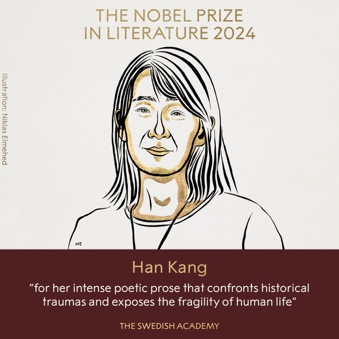 THE NOBEL PRIZE
IN LITERATURE 2024
Illustration: Niklas Elmehed
Han Kang
“for her intense poetic prose that confronts historical
traumas and exposes the fragility of human life”
THE SWEDISH ACADEMY